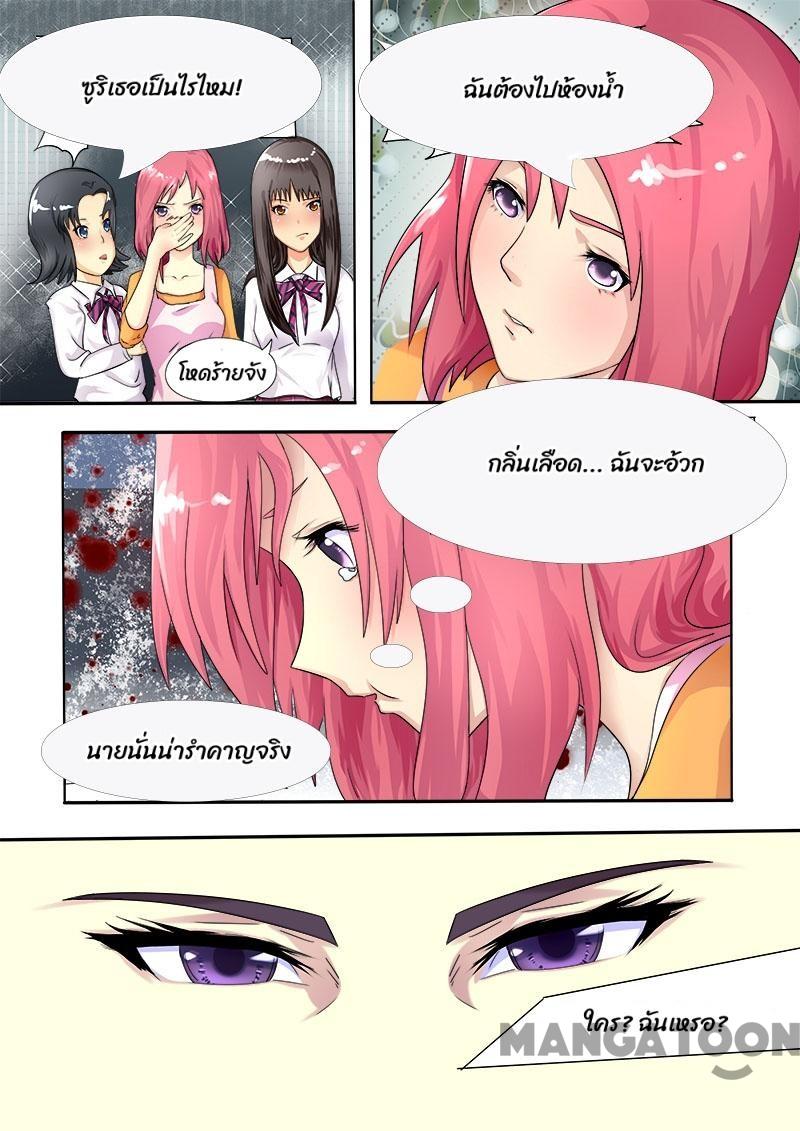 ซูริเธอเป็นไรไหม!
ฉันต้องไปห้องน้ำ
โหดร้ายจัง
กลิ่นเลือด... ฉันจะอ้วก
นายนั่นน่ารำคาญจริง
ใคร? ฉันเหรอ?
MANGATOON